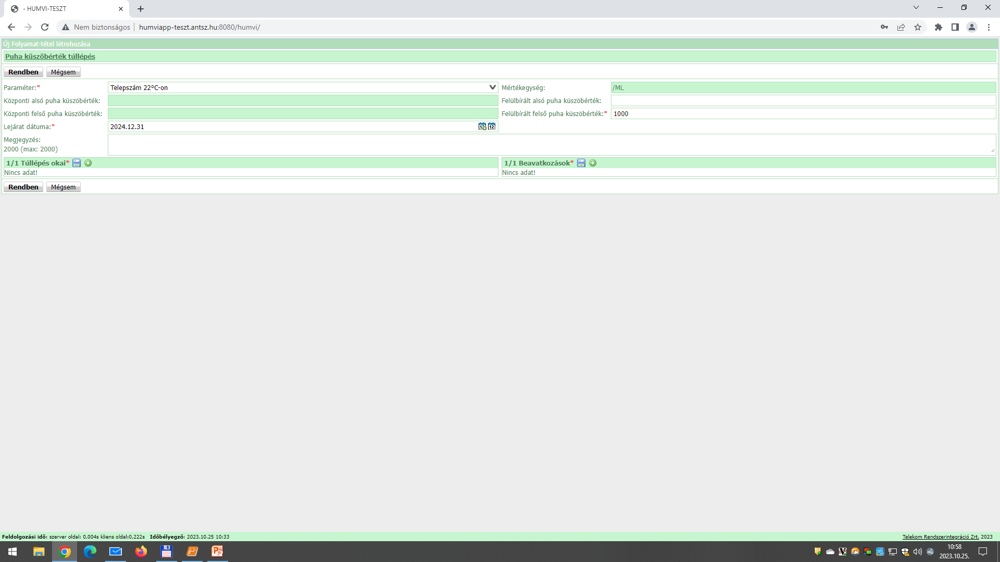 - HUMVI-TESZT
Nem biztonságos
humviapp-teszt.antsz.hu:8080/humvi/
Új Folyamat-tétel létrehozása
Puha küszöbérték túllépés
Rendben Mégsem
Paraméter:* Telepszám 22°C-on Mértékegység: /ML
Központi alsó puha küszöbérték: Felülbírált alsó puha küszöbérték:
Központi felső puha küszöbérték: Felülbírált felső puha küszöbérték:* 1000
Lejárat dátuma:* 2024.12.31
Megjegyzés:
2000 (max: 2000)
1/1 Túllépés okai* 1/1 Beavatkozások*
Nincs adat! Nincs adat!
Rendben Mégsem
Feldolgozási idő: szerver oldal: 0,004s kliens oldal:0,222s Időbélyegző: 2023.10.25 10:33 Telekom Rendszerintegráció Zrt. 2023
10:58
2023.10.25.